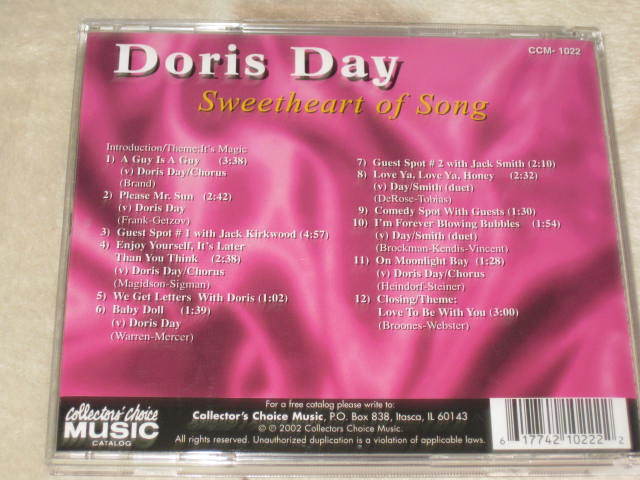 CCM- 1022
Doris Day
Sweetheart of Song
Introduction/Theme:It's Magic
1) A Guy Is A Guy (3:38)
(v) Doris Day/Chorus
(Brand)
2) Please Mr. Sun (2:42)
(v) Doris Day
(Frank-Getzov)
3) Guest Spot # 1 with Jack Kirkwood (4:57)
4) Enjoy Yourself, It's Later
Than You Think (2:38)
(v) Doris Day/Chorus
(Magidson-Sigman)
5) We Get Letters With Doris (1:02)
6) Baby Doll (1:39)
(v) Doris Day
(Warren-Mercer)
7) Guest Spot # 2 with Jack Smith (2:10)
8) Love Ya, Love Ya, Honey (2:32)
(v) Day/Smith (duet)
(DeRose-Tobias)
9) Comedy Spot With Guests (1:30)
10) I'm Forever Blowing Bubbles (1:54)
(v) Day/Smith (duet)
(Brockman-Kendis-Vincent)
11) On Moonlight Bay (1:28)
(v) Doris Day/Chorus
(Heindorf-Steiner)
12) Closing/Theme:
Love To Be With You (3:00)
(Broones-Webster)
Collectors' Choice
MUSIC
CATALOG
For a free catalog please write to:
Collector's Choice Music, P.O. Box 838, Itasca, IL 60143
℗ © 2002 Collectors Choice Music.
All rights reserved. Unauthorized duplication is a violation of applicable laws.
6 17742 10222 2